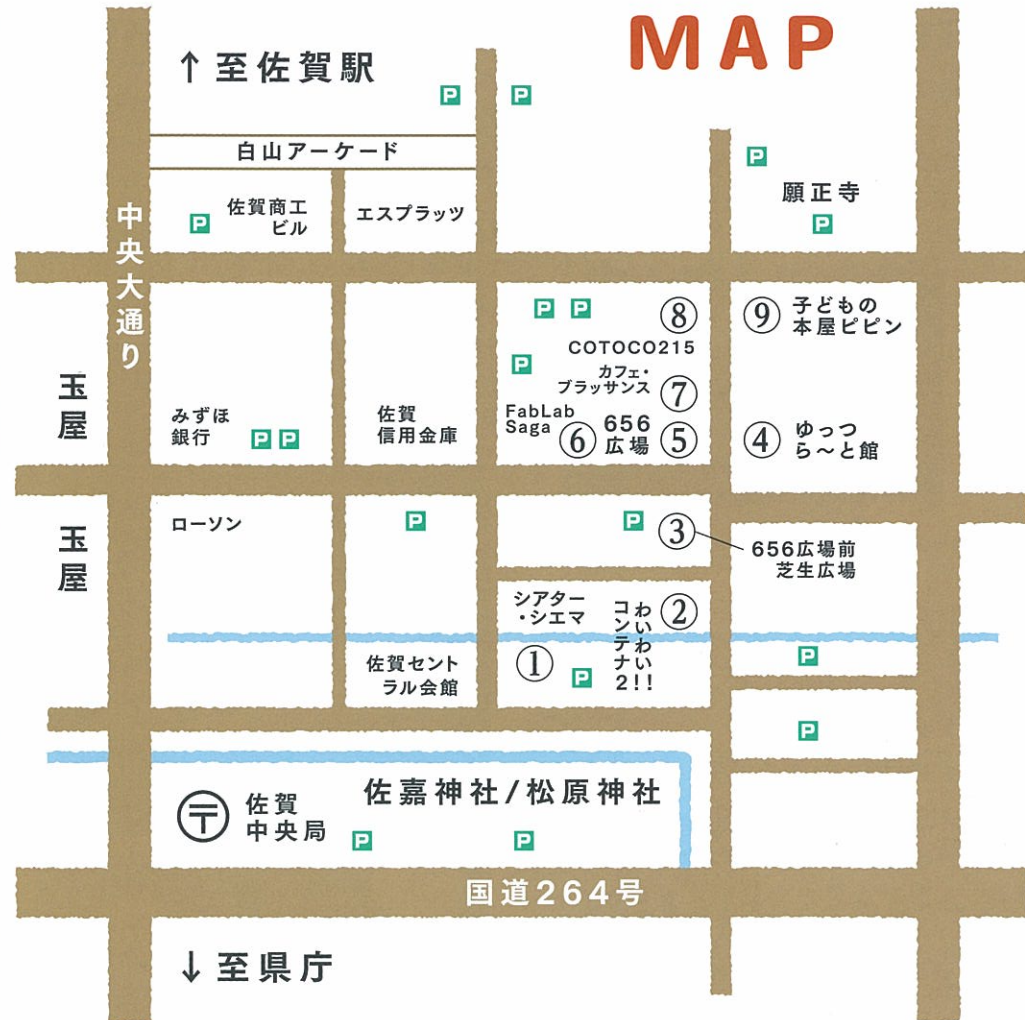 MAP
↑至佐賀駅
P
P
白山アーケード
P
願正寺
P
中央大通り
P
佐賀商工
ビル
エスプラッツ
P
P
⑧
COTOCO215
⑨
子どもの
本屋ピピン
P
カフェ・
ブラッサンス
⑦
玉屋
みずほ
銀行
P
P
佐賀
信用金庫
FabLab
Saga
⑥
656
広場
⑤
④
ゆっつ
ら〜と館
玉屋
ローソン
P
P
③
656広場前
芝生広場
シアター
・シエマ
①
P
わいわい!!
コンテナ2
②
佐賀セント
ラル会館
P
P
〒
佐賀
中央局
佐嘉神社/松原神社
P
P
国道264号
↓至県庁